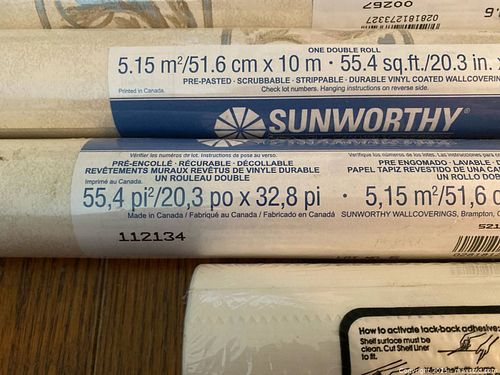 00267
028181273327
ONE DOUBLE ROLL
5.15 m²/51.6 cm x 10 m · 55.4 sq.ft./20.3 in. x
PRE-PASTED · SCRUBBABLE · STRIPPABLE · DURABLE VINYL COATED WALLCOVERING
Printed in Canada.
Check lot numbers. Hanging instructions on reverse side.
SUNWORTHY®
Vérifier les numéros de lot. Instructions de pose au verso.
PRÉ-ENCOLLÉ · RÉCURABLE · DÉCOLLABLE
REVÊTEMENTS MURAUX REVÊTUS DE VINYLE DURABLE
Imprimé au Canada.
UN ROULEAU DOUBLE
55,4 pi²/20,3 po x 32,8 pi · 5,15 m²/51,6 c
Verifique los números de los lotes. Las instrucciones para
PRE ENGOMADO · LAVABLE ·
PAPEL TAPIZ REVESTIDO DE VINILO
UN ROLLO DOB
Made in Canada / Fabriqué au Canada / Fabricado en Canadá
SUNWORTHY WALLCOVERINGS, Brampton,
112134
521
How to activate tack-back adhesive:
Shelf surface must be
clean. Cut Shelf Liner
to fit.